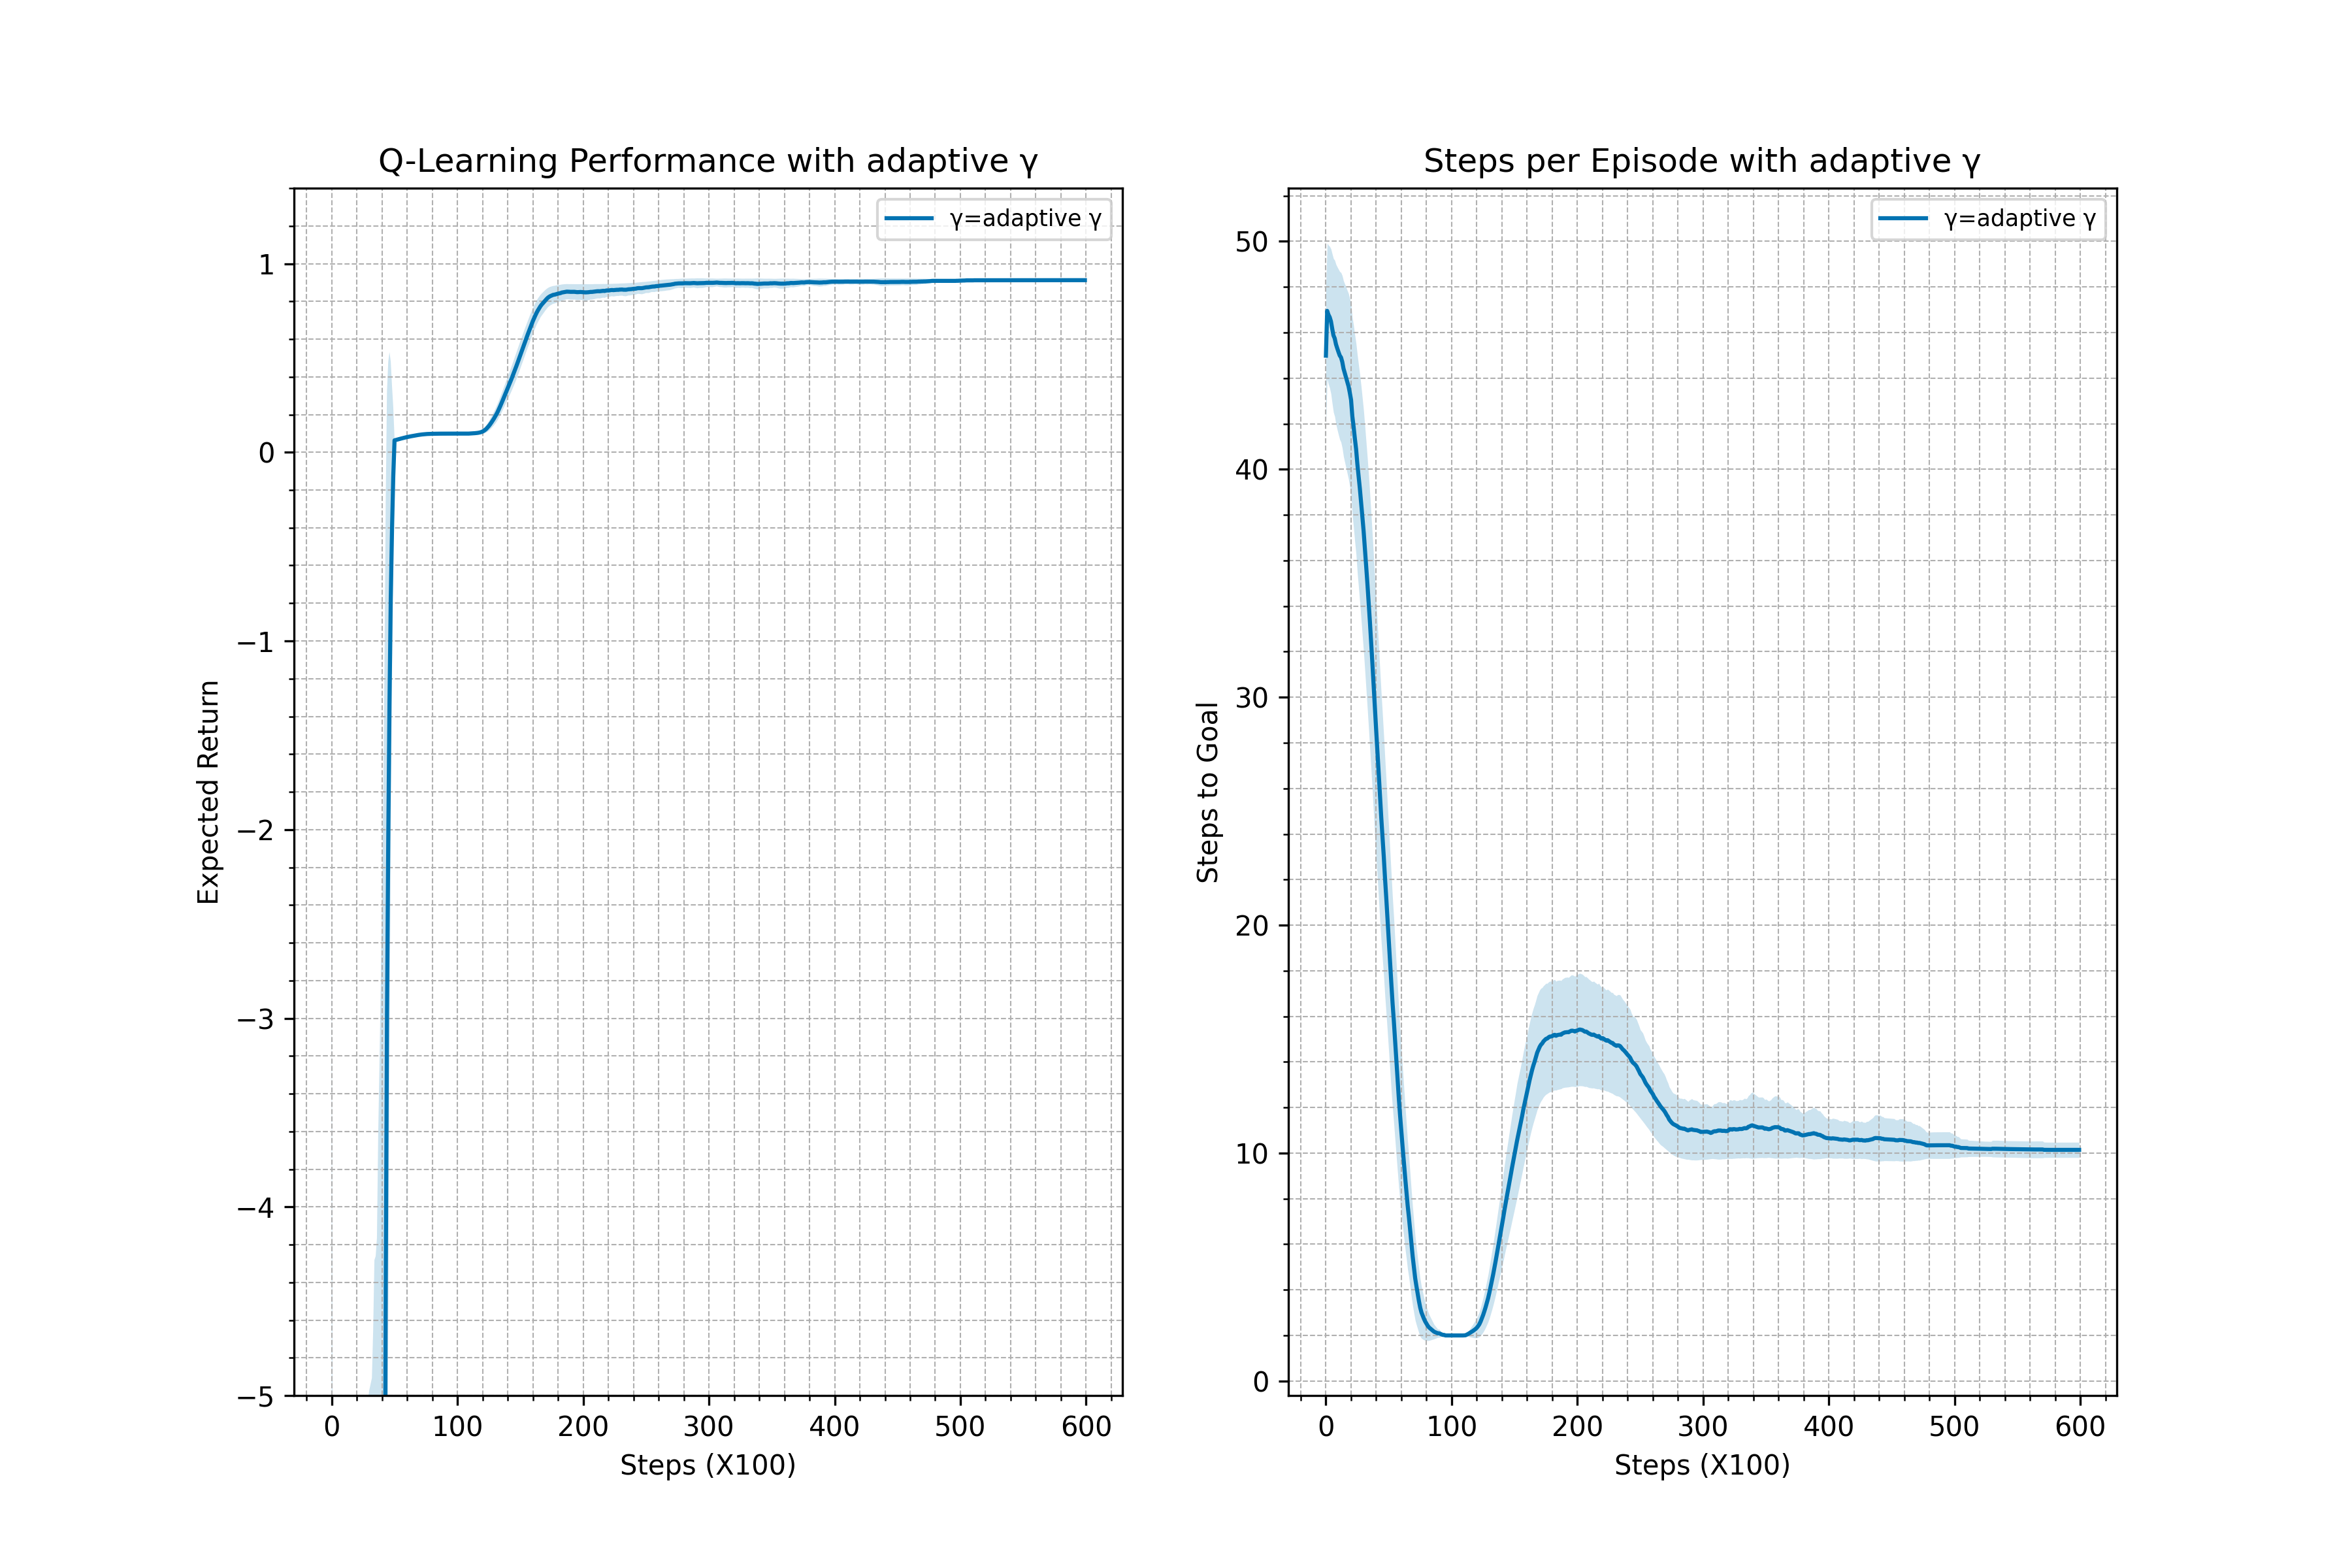 Q-Learning Performance with adaptive γ
γ=adaptive γ
1
0
−1
−2
−3
−4
−5
Expected Return
0 100 200 300 400 500 600
Steps (X100)
Steps per Episode with adaptive γ
γ=adaptive γ
50
40
30
20
10
0
Steps to Goal
0 100 200 300 400 500 600
Steps (X100)